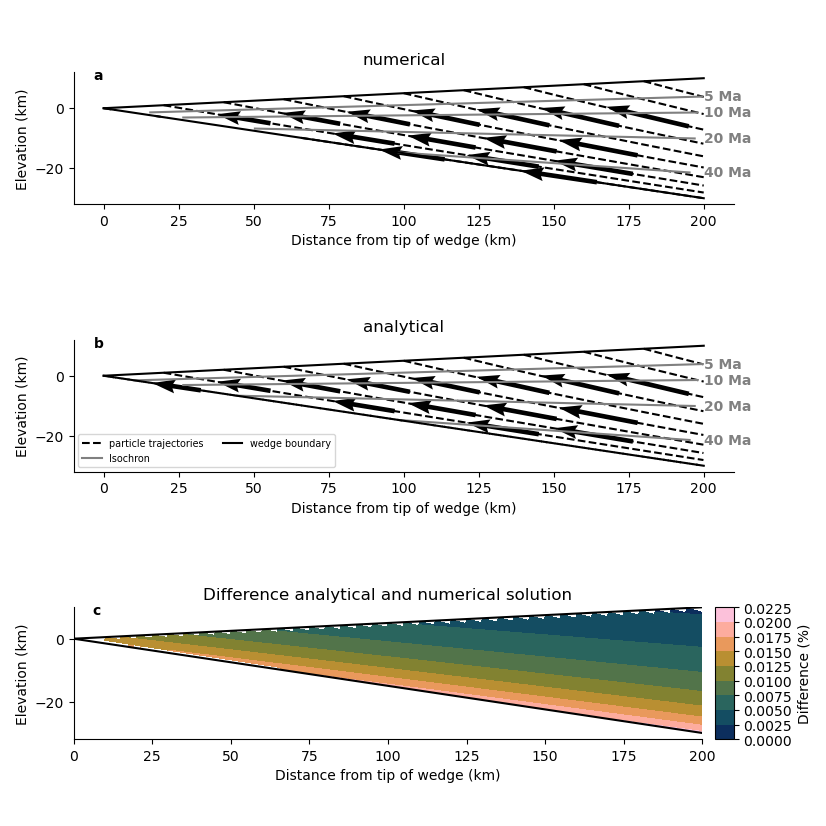 numerical
a
Elevation (km)
0
−20
5 Ma
10 Ma
20 Ma
40 Ma
0 25 50 75 100 125 150 175 200
Distance from tip of wedge (km)
analytical
b
Elevation (km)
0
−20
5 Ma
10 Ma
20 Ma
40 Ma
particle trajectories wedge boundary
Isochron
0 25 50 75 100 125 150 175 200
Distance from tip of wedge (km)
Difference analytical and numerical solution
c
Elevation (km)
0
−20
0 25 50 75 100 125 150 175 200
Distance from tip of wedge (km)
0.0225
0.0200
0.0175
0.0150
0.0125
0.0100
0.0075
0.0050
0.0025
0.0000
Difference (%)